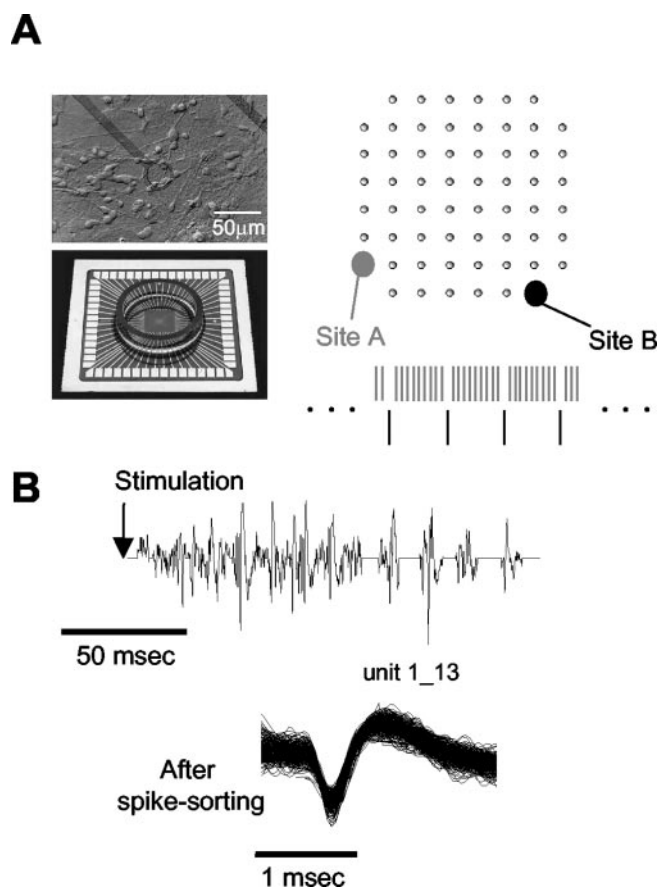 A
50μm
Site A
Site B
B
Stimulation
50 msec
unit 1_13
After
spike-sorting
1 msec